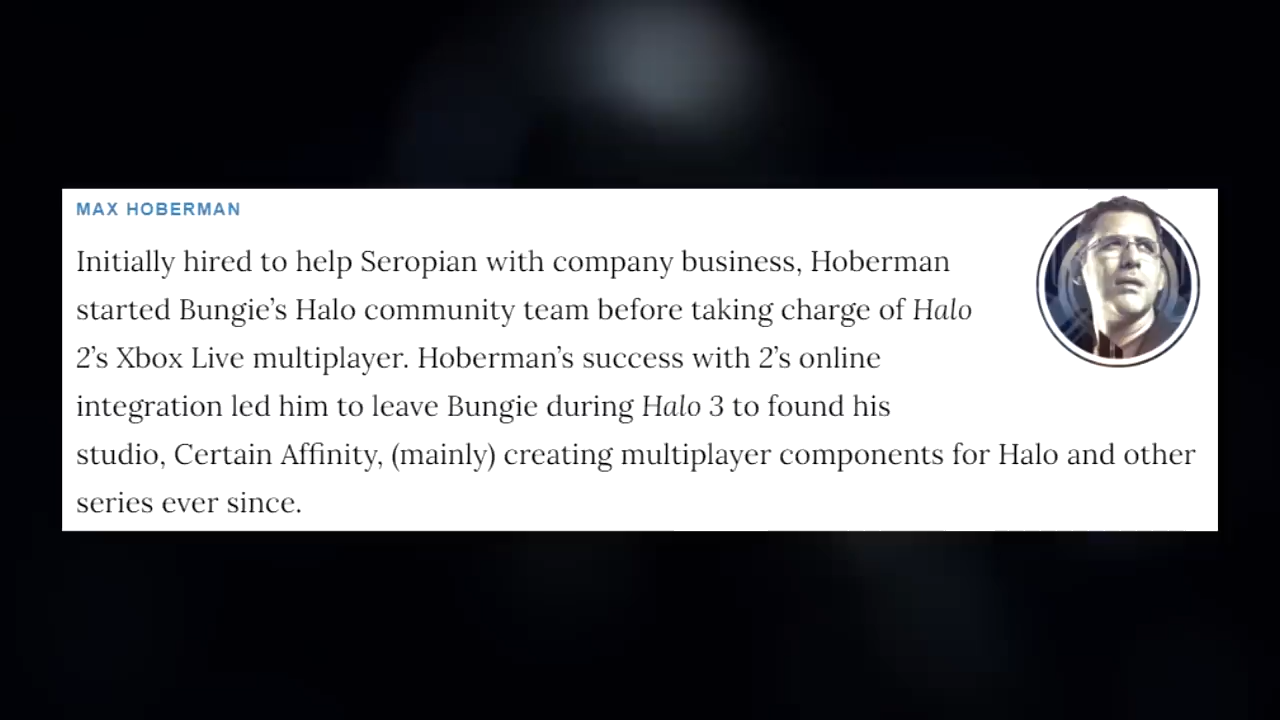 MAX HOBERMAN
Initially hired to help Seropian with company business, Hoberman
started Bungie’s Halo community team before taking charge of Halo
2’s Xbox Live multiplayer. Hoberman’s success with 2’s online
integration led him to leave Bungie during Halo 3 to found his
studio, Certain Affinity, (mainly) creating multiplayer components for Halo and other
series ever since.